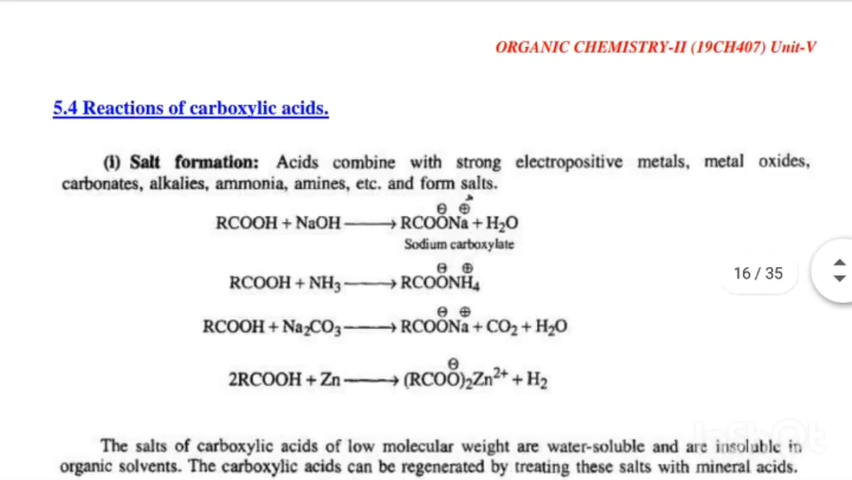 ORGANIC CHEMISTRY-II (19CH407) Unit-V
5.4 Reactions of carboxylic acids.
(i) Salt formation: Acids combine with strong electropositive metals, metal oxides,
carbonates, alkalies, ammonia, amines, etc. and form salts.
RCOOH + NaOH ⟶ RCOO⊖Na⊕ + H₂O
Sodium carboxylate
RCOOH + NH₃ ⟶ RCOO⊖NH₄⊕
16 / 35
RCOOH + Na₂CO₃ ⟶ RCOO⊖Na⊕ + CO₂ + H₂O
2RCOOH + Zn ⟶ (RCOO⊖)₂Zn²⁺ + H₂
The salts of carboxylic acids of low molecular weight are water-soluble and are insoluble in
organic solvents. The carboxylic acids can be regenerated by treating these salts with mineral acids.
InShOt